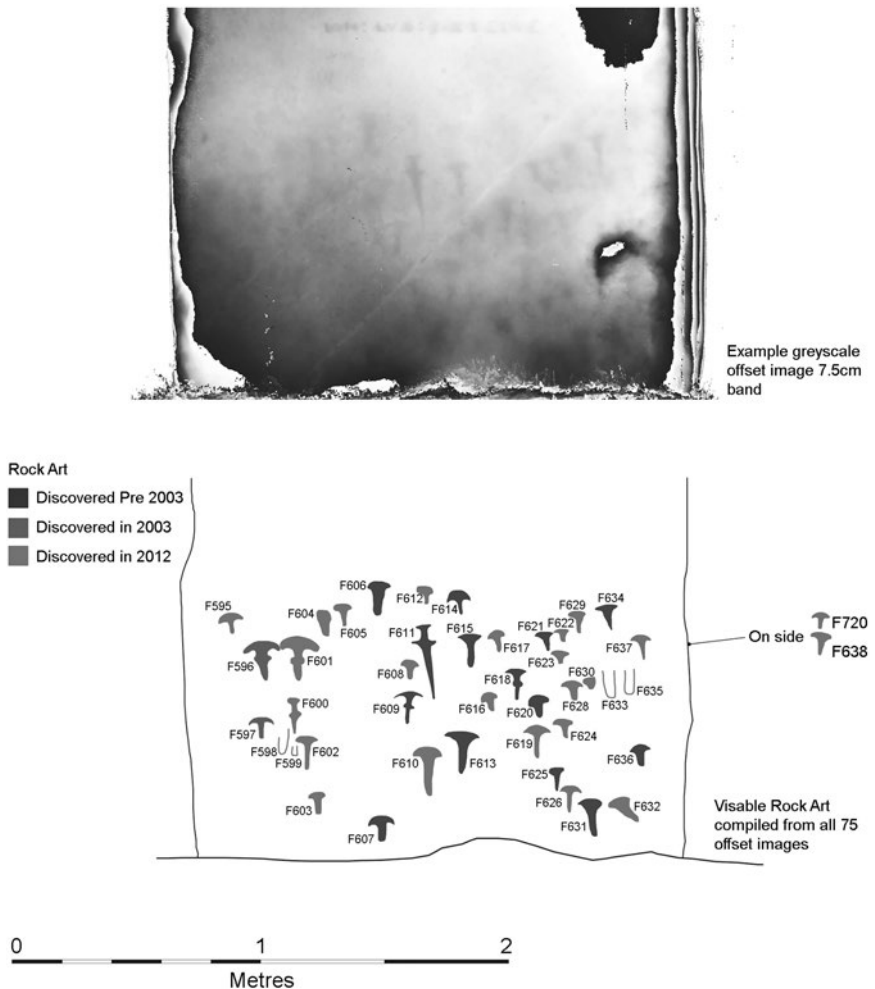 Example greyscale
offset image 7.5cm
band
Rock Art
Discovered Pre 2003
Discovered in 2003
Discovered in 2012
F595
F604
F606
F605
F612
F614
F611
F615
F621
F622
F629
F634
F617
F637
F596
F601
F608
F623
F618
F630
F600
F609
F616
F620
F628
F633
F635
F597
F598
F599
F602
F610
F613
F619
F624
F636
F603
F625
F626
F607
F631
F632
On side
F720
F638
Visable Rock Art
compiled from all 75
offset images
0 1 2
Metres